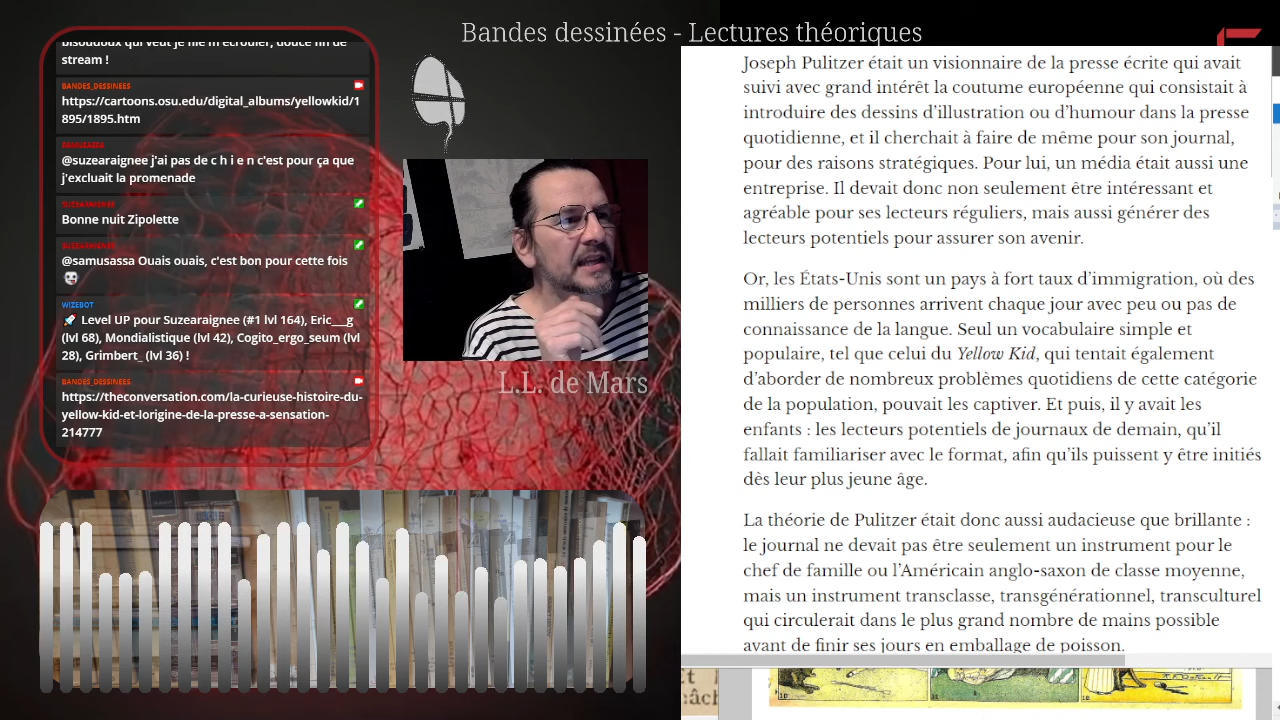 Bandes dessinées - Lectures théoriques
bisoudoux qui veut je file m'écrouler, douce fin de
stream !
BANDES_DESSINEES
https://cartoons.osu.edu/digital_albums/yellowkid/1
895/1895.htm
SAMUSASSA
@suzearaignee j'ai pas de c h i e n c'est pour ça que
j'excluait la promenade
SUZEARAIGNEE
Bonne nuit Zipolette
SUZEARAIGNEE
@samusassa Ouais ouais, c'est bon pour cette fois
WIZEBOT
Level UP pour Suzearaignee (#1 lvl 164), Eric___g
(lvl 68), Mondialistique (lvl 42), Cogito_ergo_seum (lvl
28), Grimbert_ (lvl 36) !
BANDES_DESSINEES
https://theconversation.com/la-curieuse-histoire-du-
yellow-kid-et-lorigine-de-la-presse-a-sensation-
214777
L.L. de Mars
Joseph Pulitzer était un visionnaire de la presse écrite qui avait
suivi avec grand intérêt la coutume européenne qui consistait à
introduire des dessins d'illustration ou d'humour dans la presse
quotidienne, et il cherchait à faire de même pour son journal,
pour des raisons stratégiques. Pour lui, un média était aussi une
entreprise. Il devait donc non seulement être intéressant et
agréable pour ses lecteurs réguliers, mais aussi générer des
lecteurs potentiels pour assurer son avenir.
Or, les États-Unis sont un pays à fort taux d'immigration, où des
milliers de personnes arrivent chaque jour avec peu ou pas de
connaissance de la langue. Seul un vocabulaire simple et
populaire, tel que celui du Yellow Kid, qui tentait également
d'aborder de nombreux problèmes quotidiens de cette catégorie
de la population, pouvait les captiver. Et puis, il y avait les
enfants : les lecteurs potentiels de journaux de demain, qu'il
fallait familiariser avec le format, afin qu'ils puissent y être initiés
dès leur plus jeune âge.
La théorie de Pulitzer était donc aussi audacieuse que brillante :
le journal ne devait pas être seulement un instrument pour le
chef de famille ou l'Américain anglo-saxon de classe moyenne,
mais un instrument transclasse, transgénérationnel, transculturel
qui circulerait dans le plus grand nombre de mains possible
avant de finir ses jours en emballage de poisson.